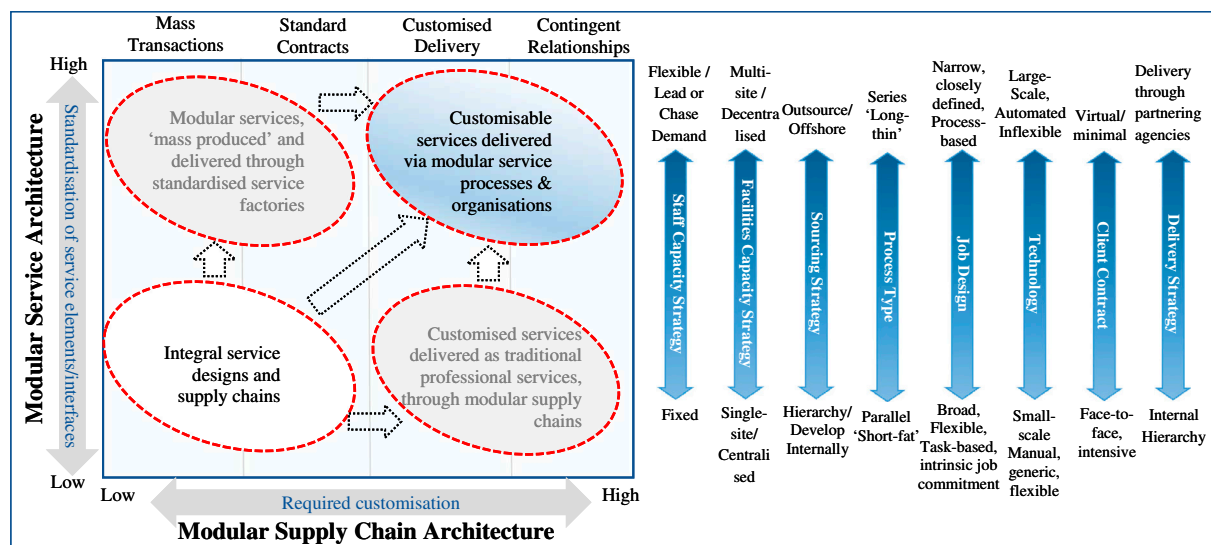 Mass
Transactions
Standard
Contracts
Customised
Delivery
Contingent
Relationships
High
Modular Service Architecture
Standardisation of service elements/interfaces
Low
Modular services,
‘mass produced’ and
delivered through
standardised service
factories
Customisable
services delivered
via modular service
processes &
organisations
Integral service
designs and
supply chains
Customised services
delivered as traditional
professional services,
through modular supply
chains
Low
Required customisation
High
Modular Supply Chain Architecture
Flexible /
Lead or
Chase
Demand
Staff Capacity Strategy
Fixed
Multi-
site /
Decentra
lised
Facilities Capacity Strategy
Single-
site/
Centrali
sed
Outsource/
Offshore
Sourcing Strategy
Hierarchy/
Develop
Internally
Series
‘Long-
thin’
Process Type
Parallel
‘Short-fat’
Narrow,
closely
defined,
Process-
based
Job Design
Broad,
Flexible,
Task-based,
intrinsic job
commitment
Large-
Scale,
Automated
Inflexible
Technology
Small-
scale
Manual,
generic,
flexible
Virtual/
minimal
Client Contract
Face-to-
face,
intensive
Delivery
through
partnering
agencies
Delivery Strategy
Internal
Hierarchy